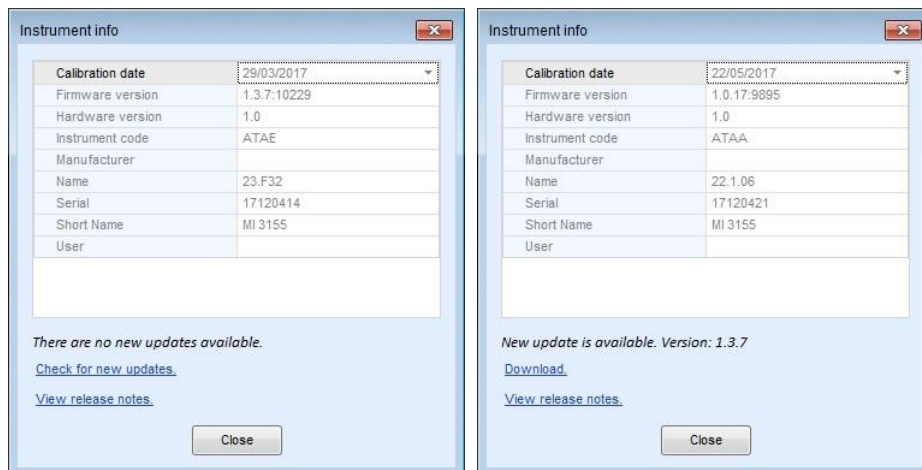 Instrument info
Calibration date 29/03/2017
Firmware version 1.3.7:10229
Hardware version 1.0
Instrument code ATAE
Manufacturer
Name 23.F32
Serial 17120414
Short Name MI 3155
User
There are no new updates available.
Check for new updates.
View release notes.
Close
Instrument info
Calibration date 22/05/2017
Firmware version 1.0.17:9895
Hardware version 1.0
Instrument code ATAA
Manufacturer
Name 22.1.06
Serial 17120421
Short Name MI 3155
User
New update is available. Version: 1.3.7
Download.
View release notes.
Close